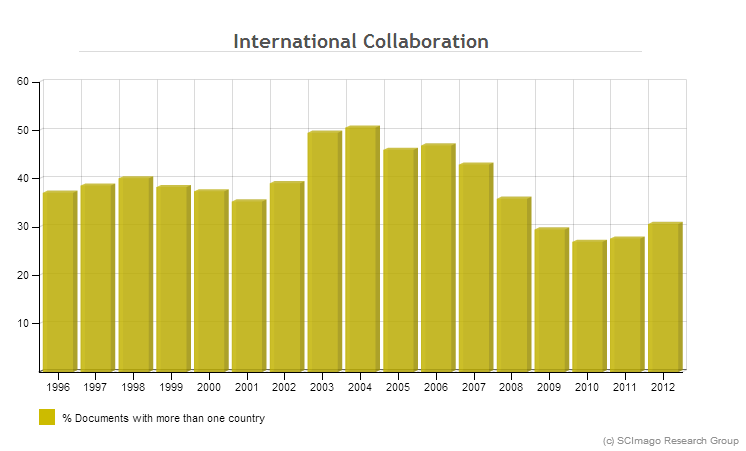 International Collaboration
60
50
40
30
20
10
1996 1997 1998 1999 2000 2001 2002 2003 2004 2005 2006 2007 2008 2009 2010 2011 2012
% Documents with more than one country
(c) SCImago Research Group